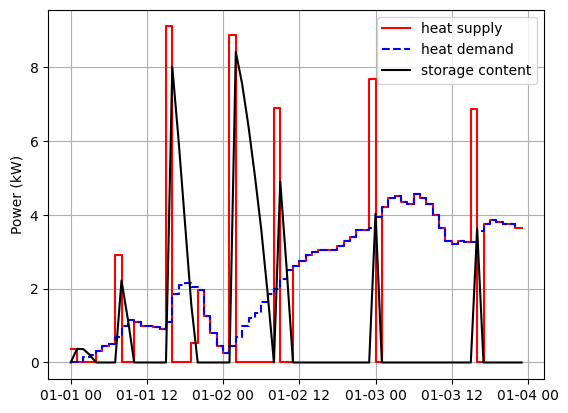 heat supply
heat demand
storage content
Power (kW)
8
6
4
2
0
01-01 00 01-01 12 01-02 00 01-02 12 01-03 00 01-03 12 01-04 00